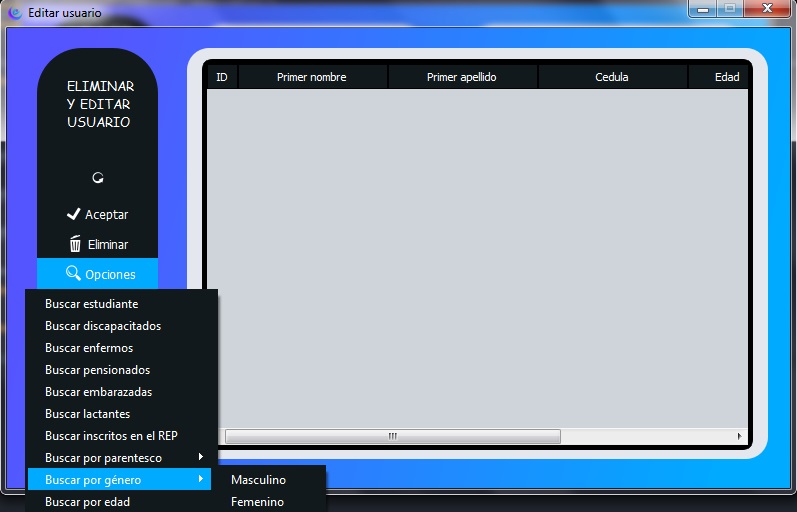 Editar usuario
ELIMINAR
Y EDITAR
USUARIO
Aceptar
Eliminar
Opciones
ID Primer nombre Primer apellido Cedula Edad
Buscar estudiante
Buscar discapacitados
Buscar enfermos
Buscar pensionados
Buscar embarazadas
Buscar lactantes
Buscar inscritos en el REP
Buscar por parentesco
Buscar por género
Masculino
Buscar por edad
Femenino